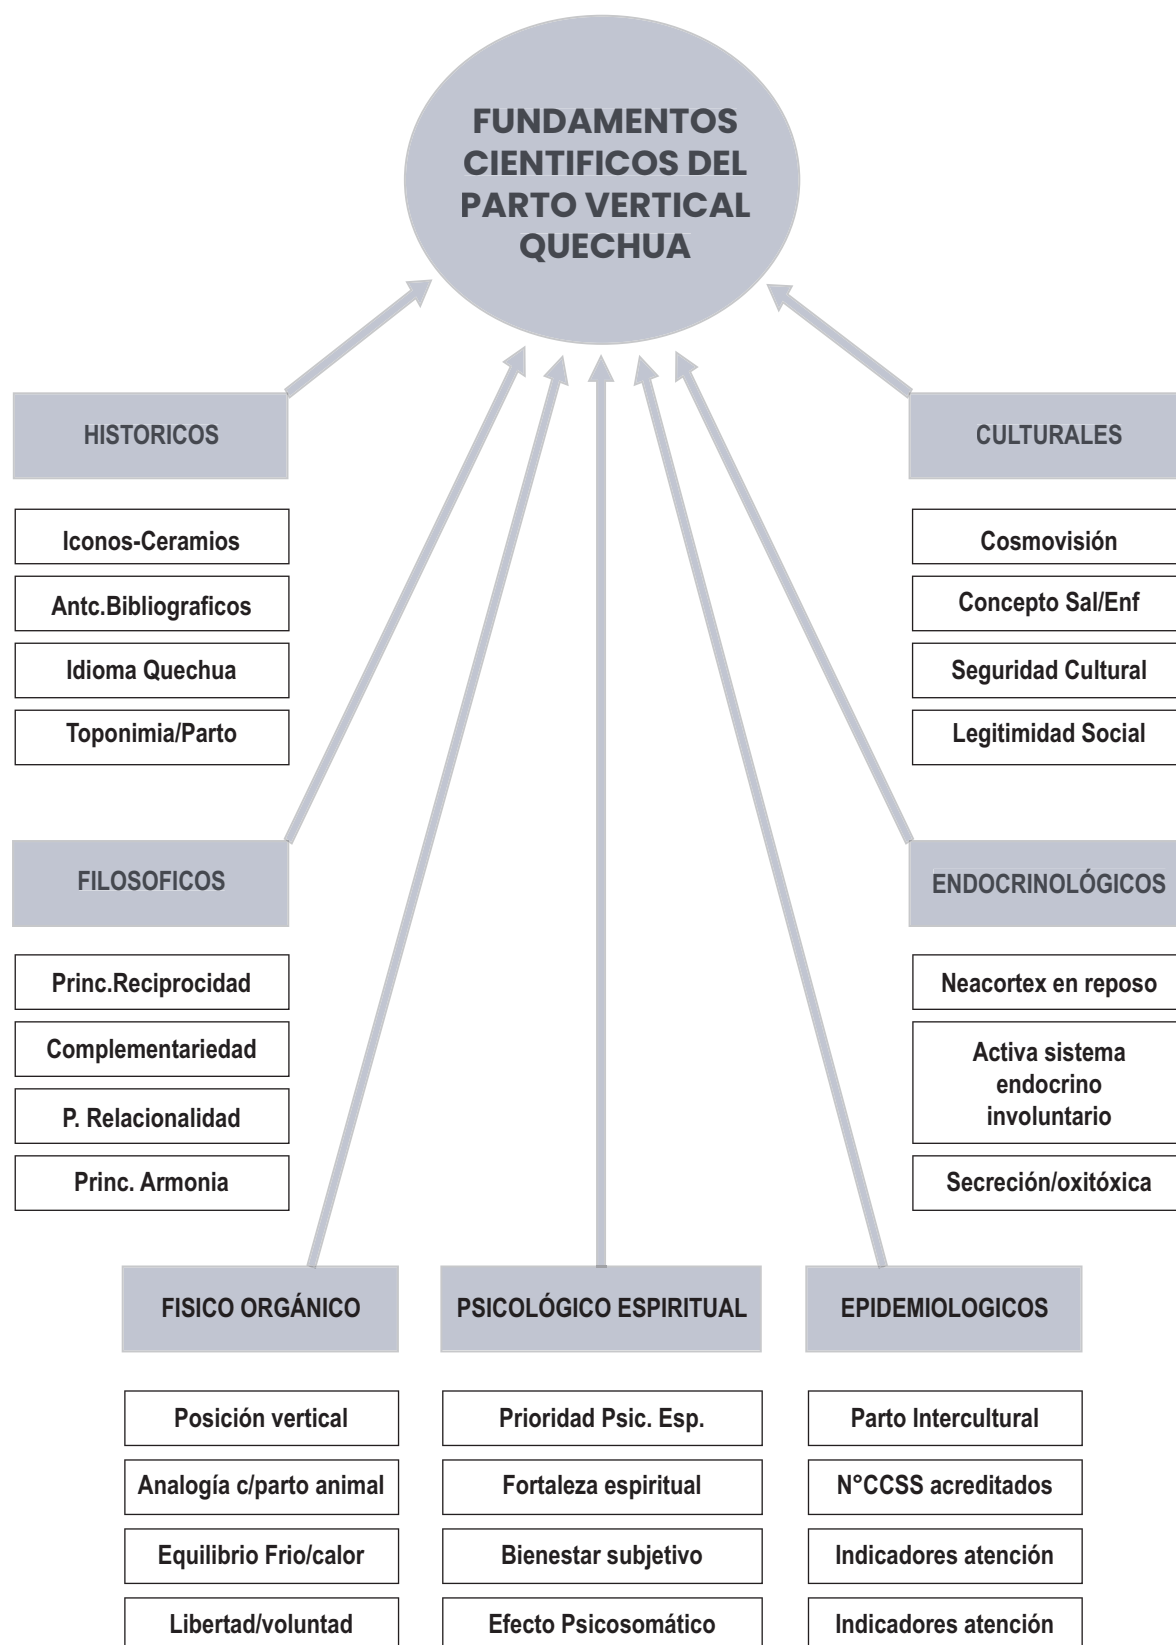 FUNDAMENTOS
CIENTIFICOS DEL
PARTO VERTICAL
QUECHUA
HISTORICOS
Iconos-Ceramios
Antc.Bibliograficos
Idioma Quechua
Toponimia/Parto
CULTURALES
Cosmovisión
Concepto Sal/Enf
Seguridad Cultural
Legitimidad Social
FILOSOFICOS
Princ.Reciprocidad
Complementariedad
P. Relacionalidad
Princ. Armonia
ENDOCRINOLÓGICOS
Neacortex en reposo
Activa sistema
endocrino
involuntario
Secreción/oxitóxica
FISICO ORGÁNICO
Posición vertical
Analogía c/parto animal
Equilibrio Frio/calor
Libertad/voluntad
PSICOLÓGICO ESPIRITUAL
Prioridad Psic. Esp.
Fortaleza espiritual
Bienestar subjetivo
Efecto Psicosomático
EPIDEMIOLOGICOS
Parto Intercultural
N°CCSS acreditados
Indicadores atención
Indicadores atención